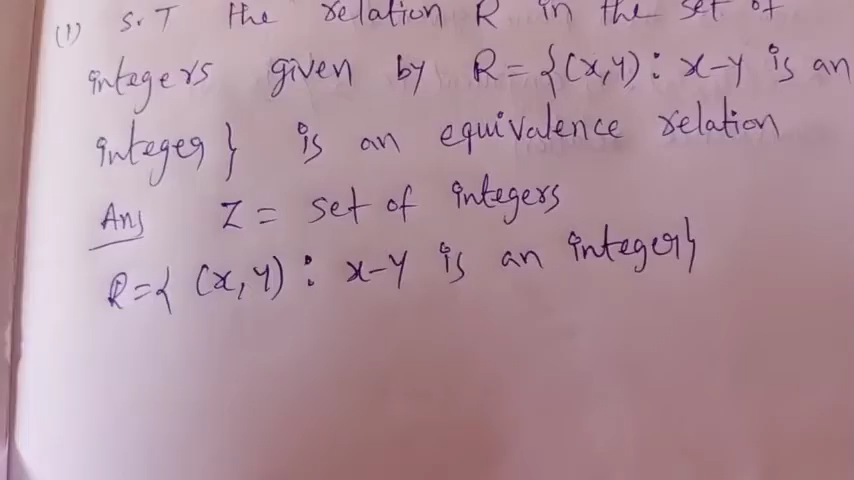 (1) S.T the relation R in the set of
integers given by R = {(x,y) : x-y is an
integer} is an equivalence relation
Ans Z = set of integers
R = { (x,y) : x-y is an integer}